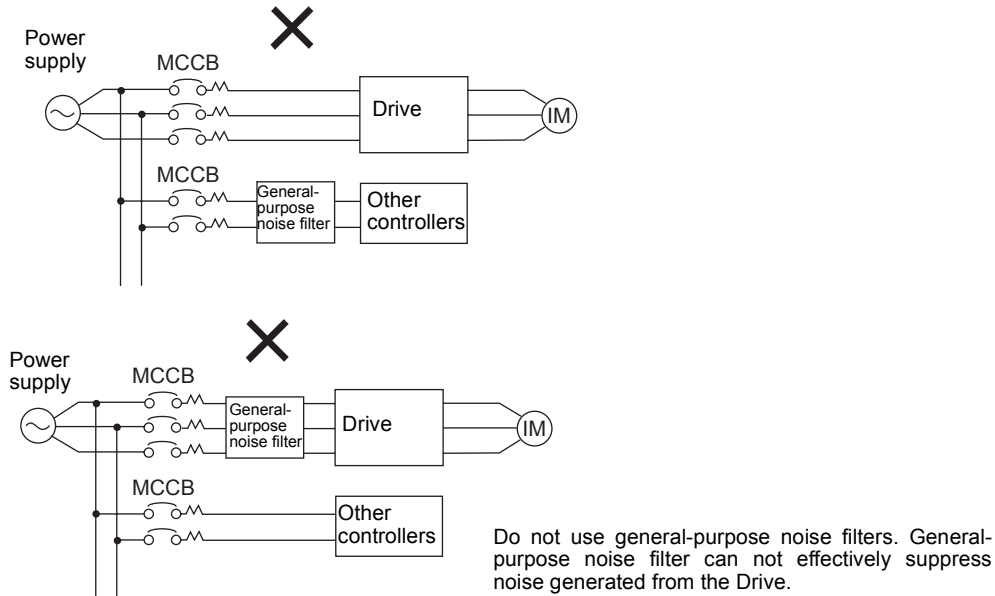 Power
supply
MCCB
Drive
IM
MCCB
General-
purpose
noise filter
Other
controllers
Power
supply
MCCB
General-
purpose
noise filter
Drive
IM
MCCB
Other
controllers
Do not use general-purpose noise filters. General-
purpose noise filter can not effectively suppress
noise generated from the Drive.